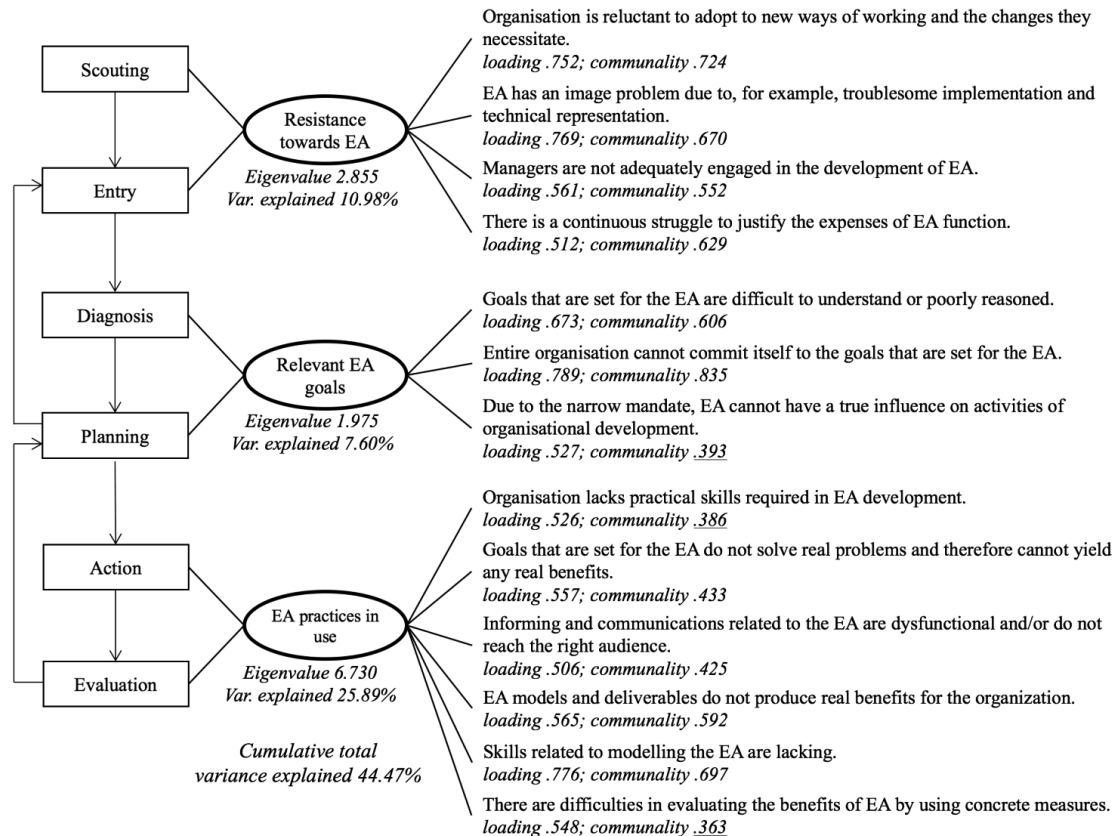 Scouting
Entry
Diagnosis
Planning
Action
Evaluation
Resistance
towards EA
Eigenvalue 2.855
Var. explained 10.98%
Relevant EA
goals
Eigenvalue 1.975
Var. explained 7.60%
EA practices in
use
Eigenvalue 6.730
Var. explained 25.89%
Cumulative total
variance explained 44.47%
Organisation is reluctant to adopt to new ways of working and the changes they
necessitate.
loading .752; communality .724
EA has an image problem due to, for example, troublesome implementation and
technical representation.
loading .769; communality .670
Managers are not adequately engaged in the development of EA.
loading .561; communality .552
There is a continuous struggle to justify the expenses of EA function.
loading .512; communality .629
Goals that are set for the EA are difficult to understand or poorly reasoned.
loading .673; communality .606
Entire organisation cannot commit itself to the goals that are set for the EA.
loading .789; communality .835
Due to the narrow mandate, EA cannot have a true influence on activities of
organisational development.
loading .527; communality .393
Organisation lacks practical skills required in EA development.
loading .526; communality .386
Goals that are set for the EA do not solve real problems and therefore cannot yield
any real benefits.
loading .557; communality .433
Informing and communications related to the EA are dysfunctional and/or do not
reach the right audience.
loading .506; communality .425
EA models and deliverables do not produce real benefits for the organization.
loading .565; communality .592
Skills related to modelling the EA are lacking.
loading .776; communality .697
There are difficulties in evaluating the benefits of EA by using concrete measures.
loading .548; communality .363